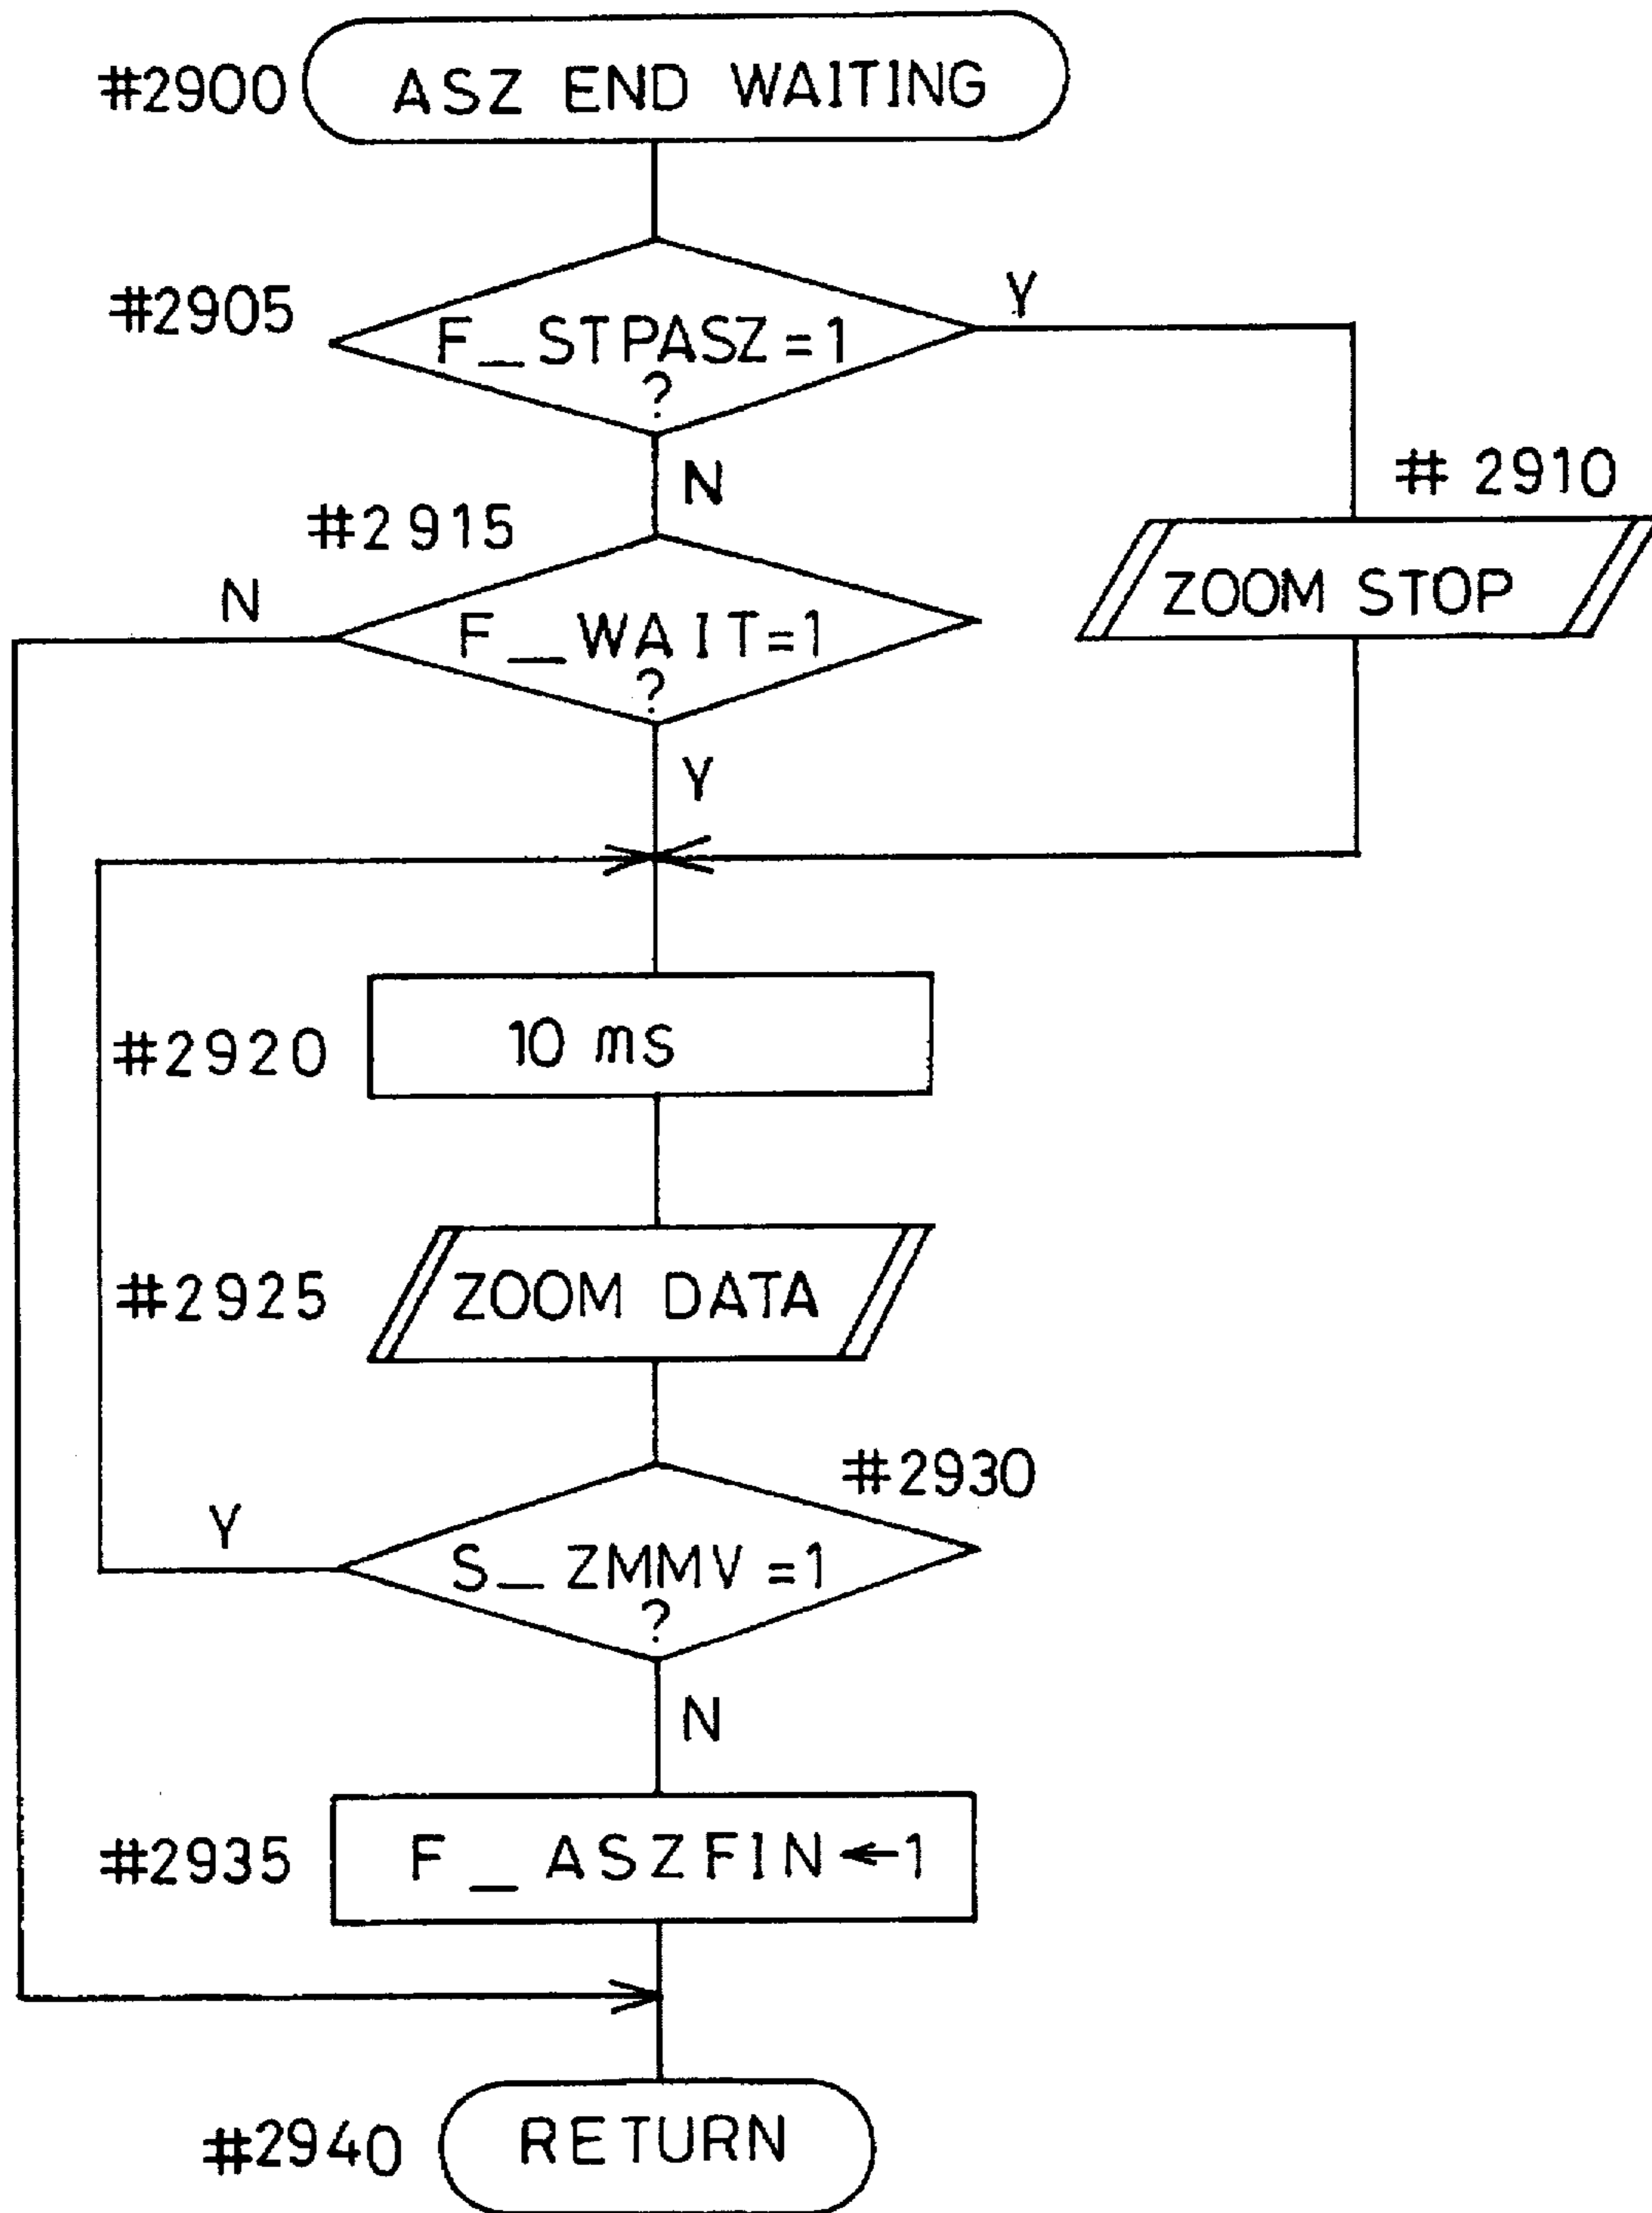 #2900
ASZ END WAITING
#2905
F_STPASZ=1
?
Y
N
#2910
ZOOM STOP
#2915
N
F_WAIT=1
?
Y
#2920
10 ms
#2925
ZOOM DATA
#2930
Y
S_ZMMV=1
?
N
#2935
F_ASZFIN←1
#2940
RETURN